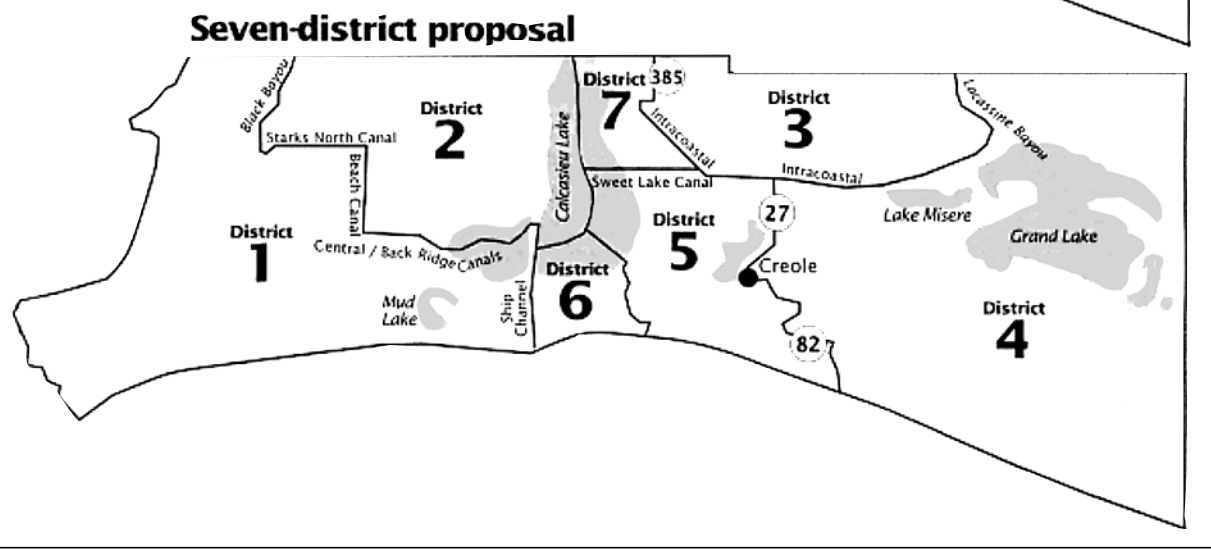 Seven-district proposal
Black Bayou
Starks North Canal
Beach Canal
District
2
Calcasieu Lake
District
7
385
Intracoastal
District
3
Lacassine Bayou
Intracoastal
Sweet Lake Canal
District
1
Central / Back Ridge Canals
Mud
Lake
Ship
Channel
District
6
District
5
27
Creole
82
Lake Misere
Grand Lake
District
4